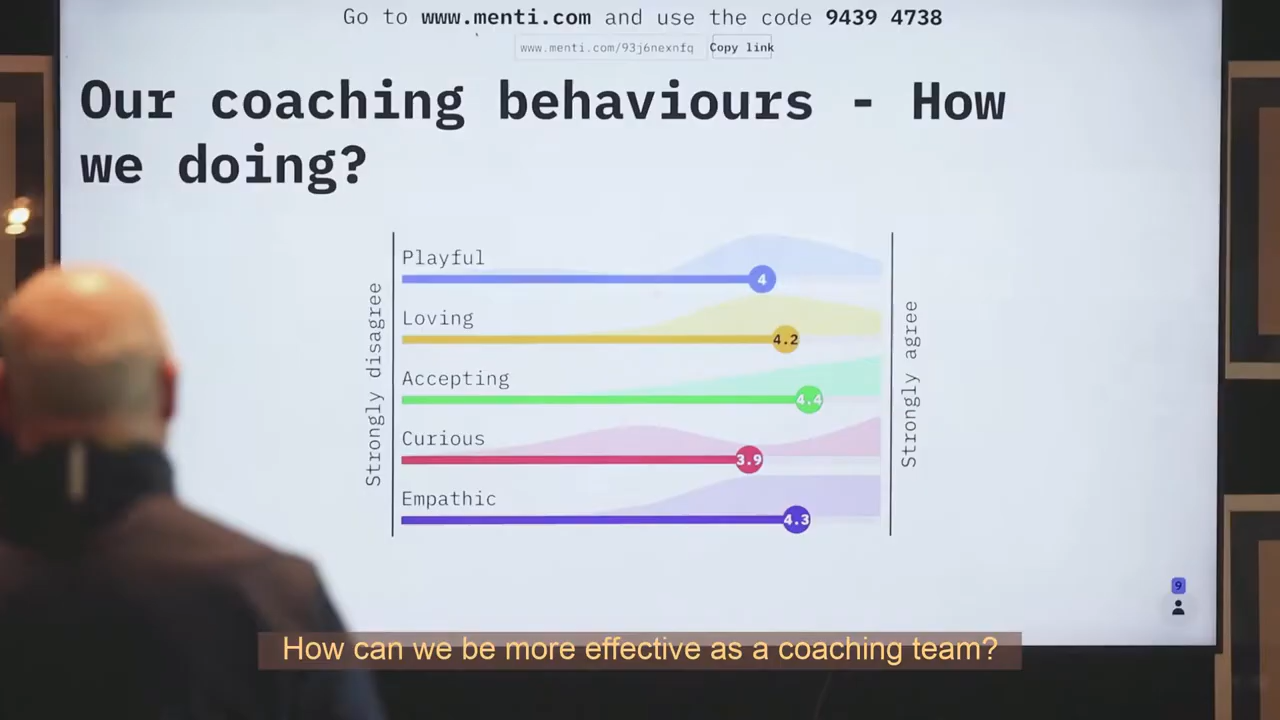 Go to www.menti.com and use the code 9439 4738
www.menti.com/93j6nexnfq
Copy link
Our coaching behaviours - How
we doing?
Strongly disagree
Playful
4
Loving
4.2
Accepting
4.4
Curious
3.9
Empathic
4.3
Strongly agree
9
How can we be more effective as a coaching team?